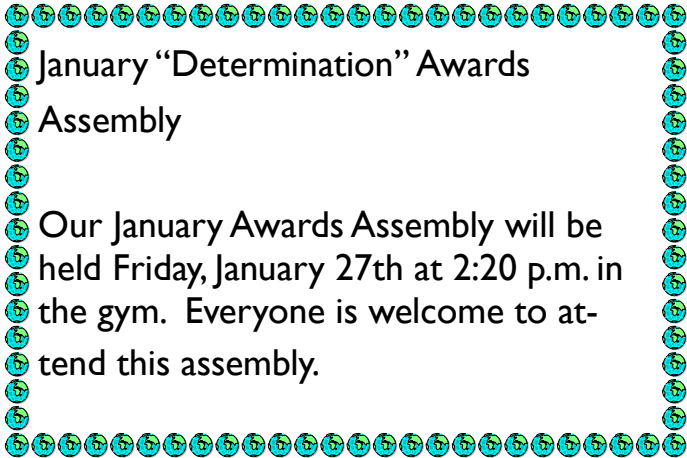 January “Determination” Awards
Assembly
Our January Awards Assembly will be
held Friday, January 27th at 2:20 p.m. in
the gym.  Everyone is welcome to at-
tend this assembly.